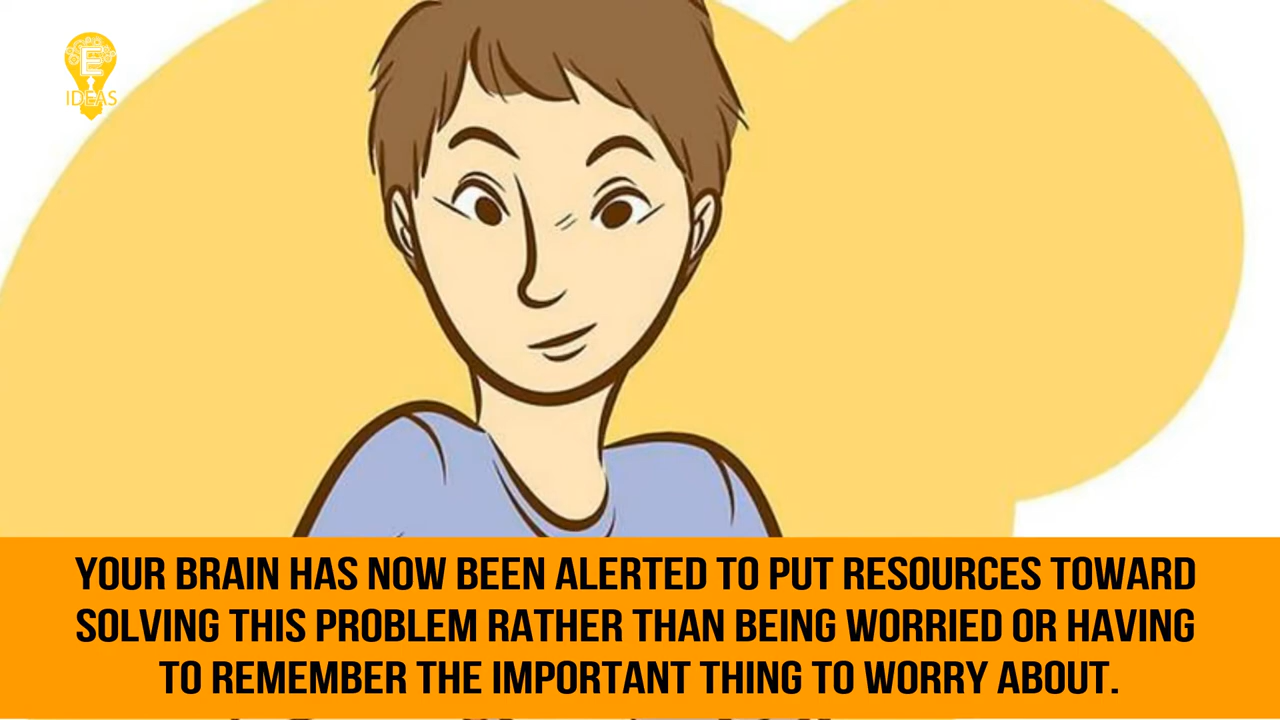 E
IDEAS
YOUR BRAIN HAS NOW BEEN ALERTED TO PUT RESOURCES TOWARD
SOLVING THIS PROBLEM RATHER THAN BEING WORRIED OR HAVING
TO REMEMBER THE IMPORTANT THING TO WORRY ABOUT.